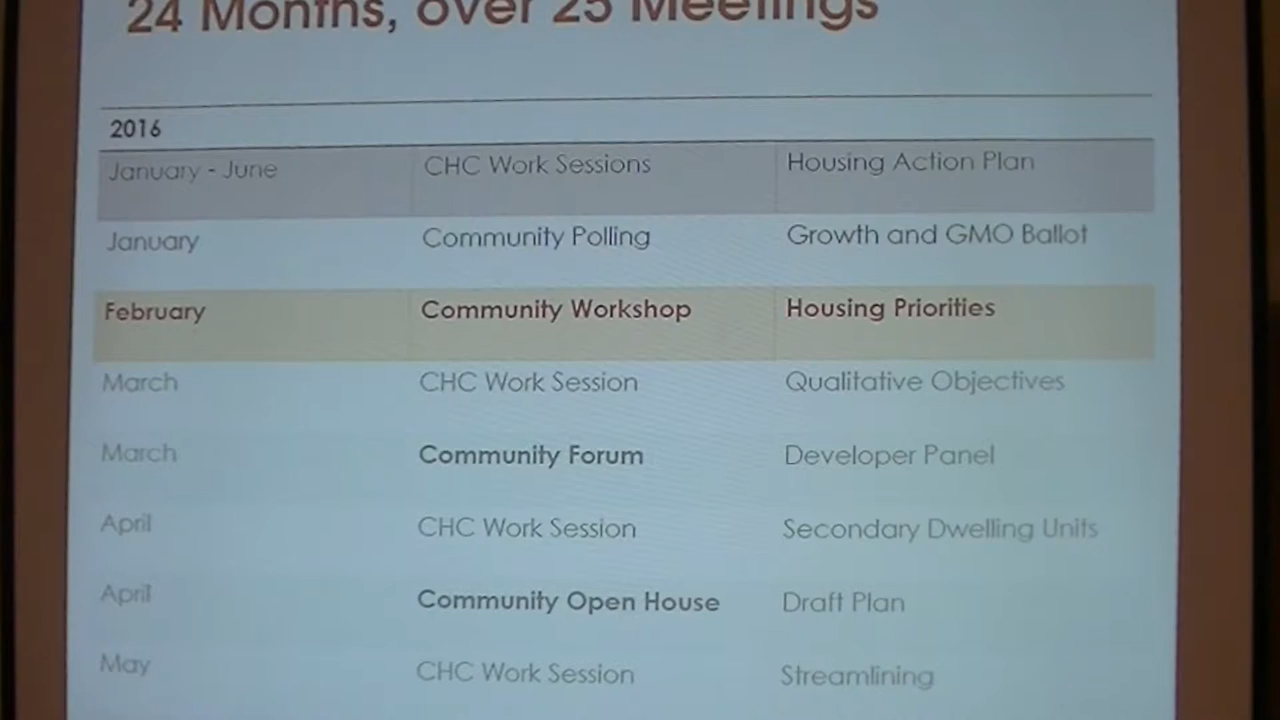 24 Months, over 25 Meetings
2016
January - June CHC Work Sessions Housing Action Plan
January Community Polling Growth and GMO Ballot
February Community Workshop Housing Priorities
March CHC Work Session Qualitative Objectives
March Community Forum Developer Panel
April CHC Work Session Secondary Dwelling Units
April Community Open House Draft Plan
May CHC Work Session Streamlining